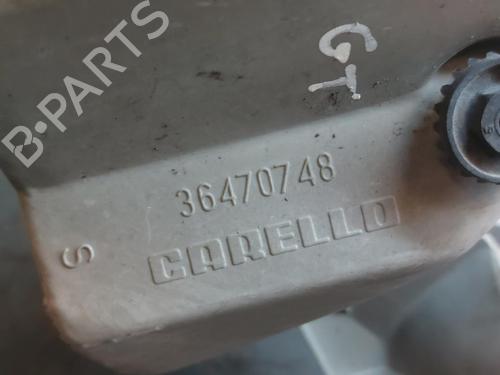 B-PARTS
GT
36470748
S
CARELLO